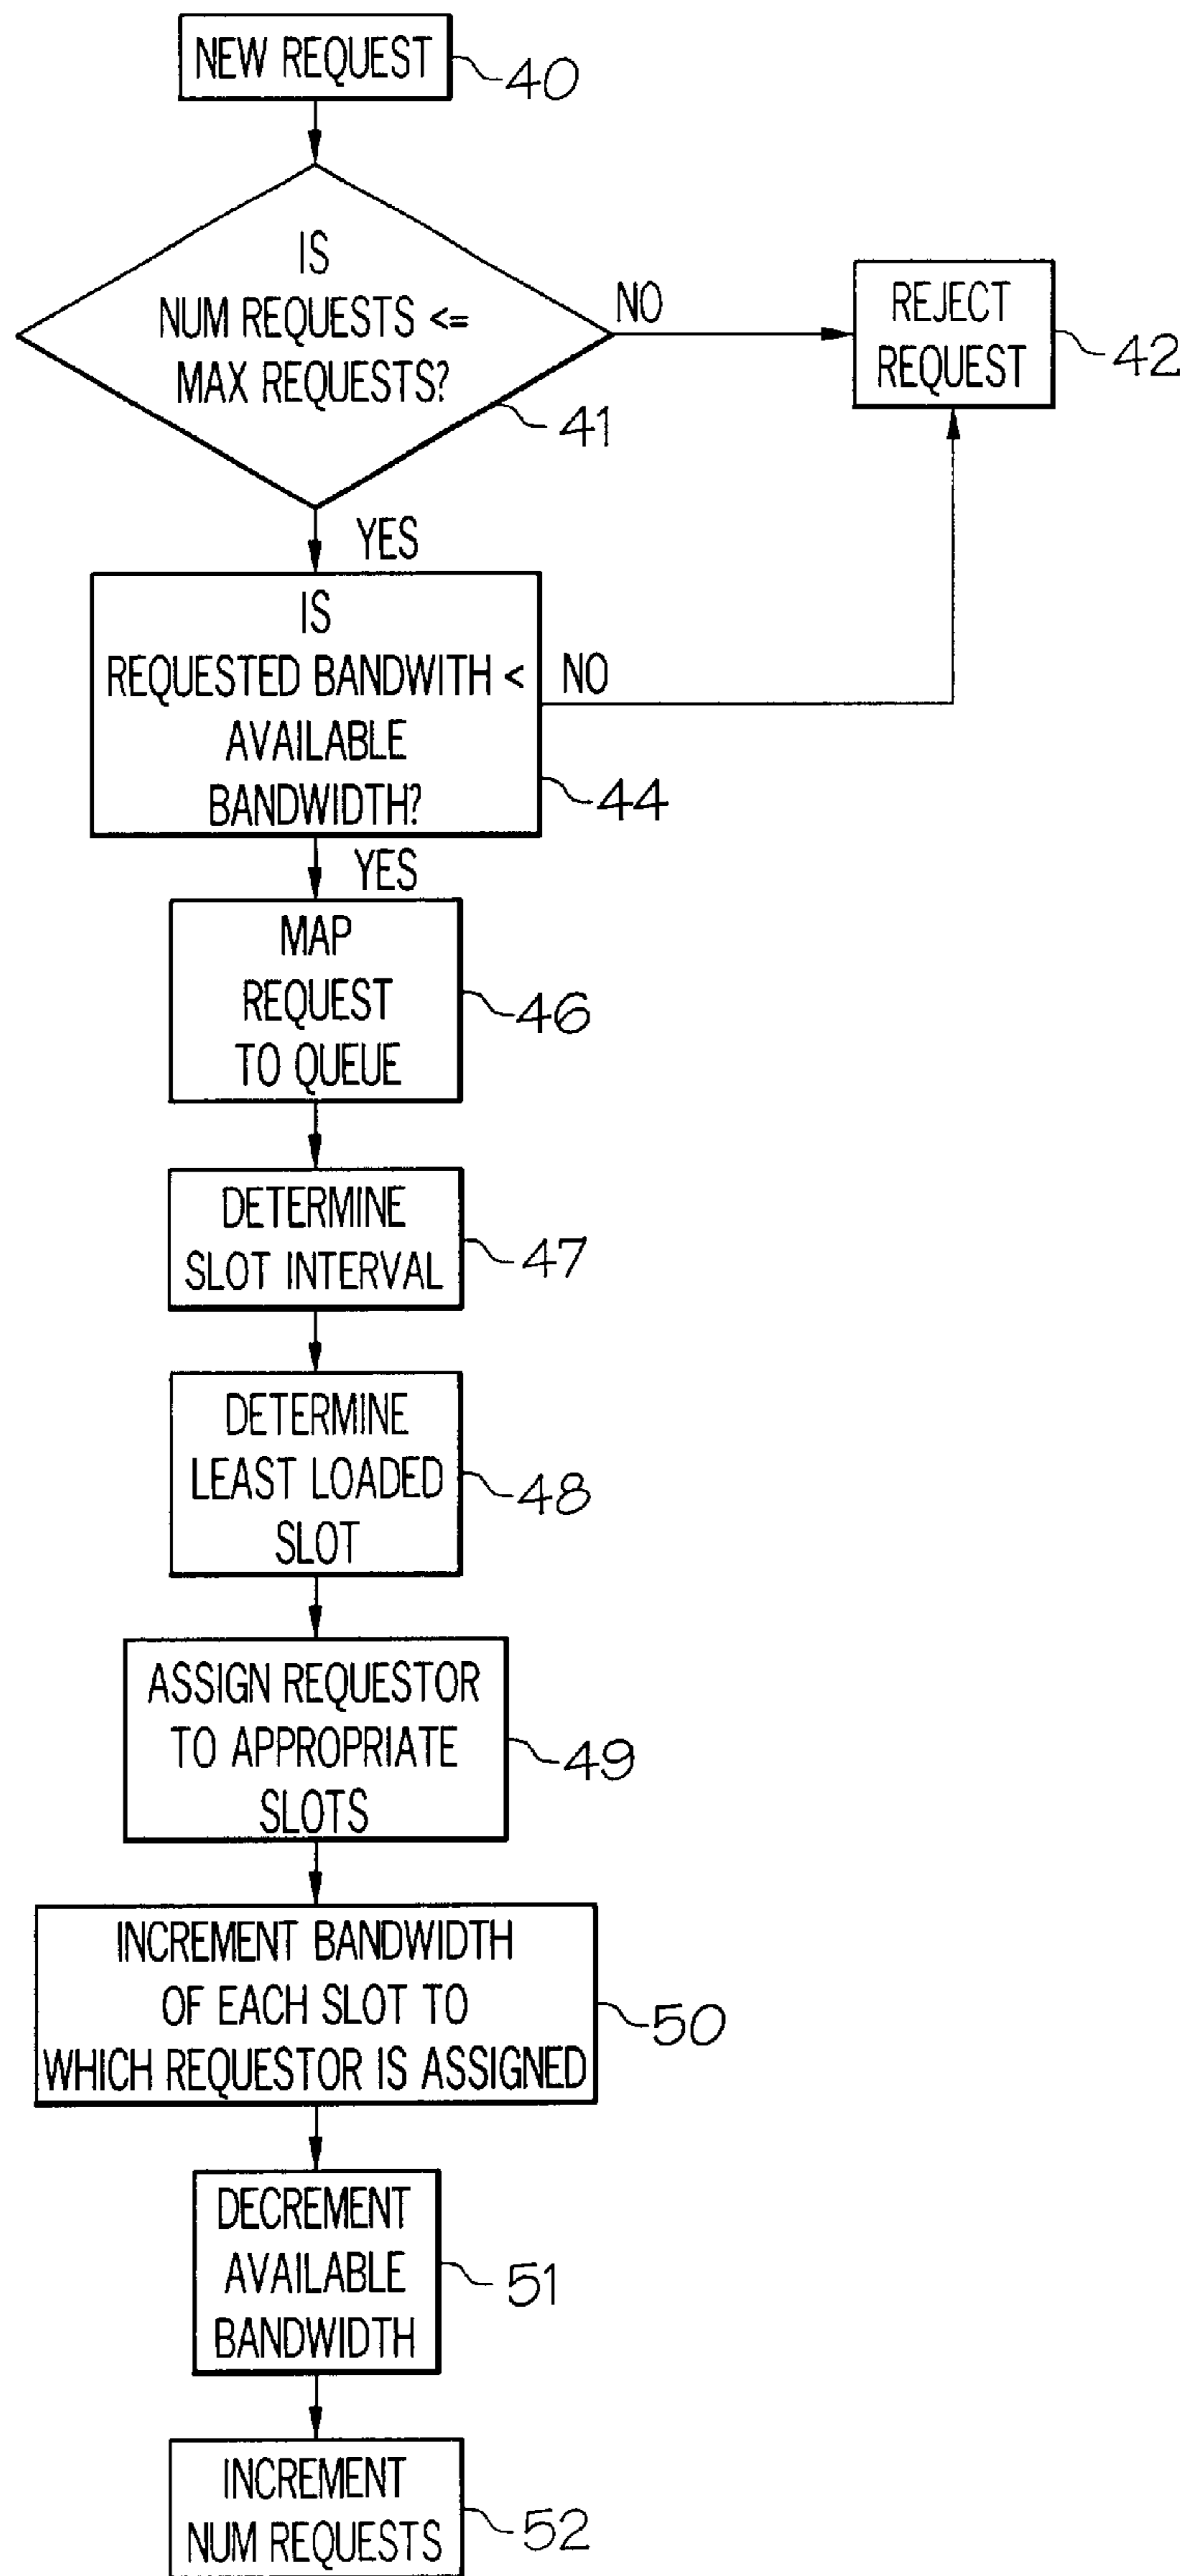 NEW REQUEST
40
IS
NUM REQUESTS <=
MAX REQUESTS?
41
NO
REJECT
REQUEST
42
YES
IS
REQUESTED BANDWITH <
AVAILABLE
BANDWIDTH?
NO
44
YES
MAP
REQUEST
TO QUEUE
46
DETERMINE
SLOT INTERVAL
47
DETERMINE
LEAST LOADED
SLOT
48
ASSIGN REQUESTOR
TO APPROPRIATE
SLOTS
49
INCREMENT BANDWIDTH
OF EACH SLOT TO
WHICH REQUESTOR IS ASSIGNED
50
DECREMENT
AVAILABLE
BANDWIDTH
51
INCREMENT
NUM REQUESTS
52